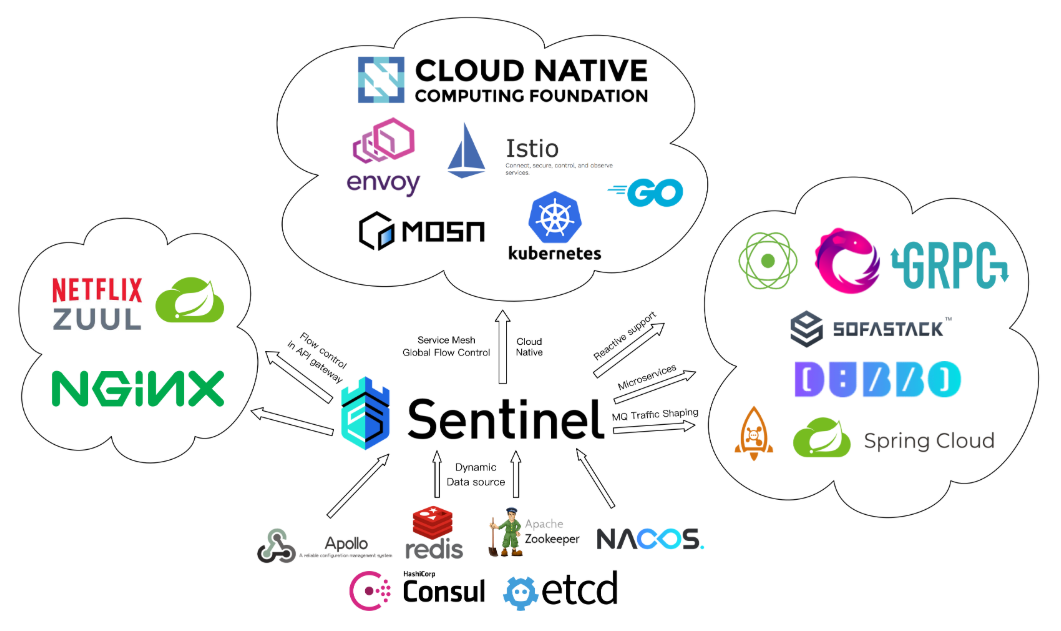 CLOUD NATIVE
COMPUTING FOUNDATION
envoy
Istio
Connect, secure, control, and observe
services.
GO
MOSN
kubernetes
NETFLIX
ZUUL
NGINX
GRPC
SOFASTACK™
DUBBO
Spring Cloud
Flow control
in API gateway
Service Mesh
Global Flow Control
Cloud
Native
Reactive support
Microservices
MQ Traffic Shaping
Sentinel
Dynamic
Data source
Apollo
A reliable configuration management system
redis
Apache
Zookeeper
NACOS.
HashiCorp
Consul
etcd